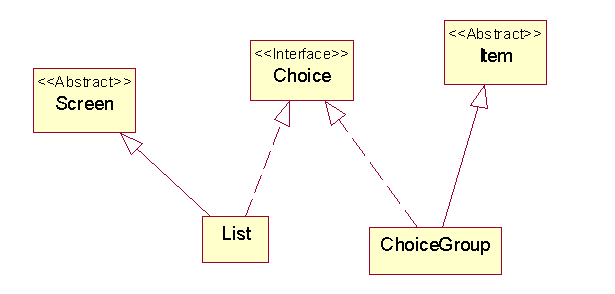 <<Abstract>>
Screen
<<Interface>>
Choice
<<Abstract>>
Item
List
ChoiceGroup